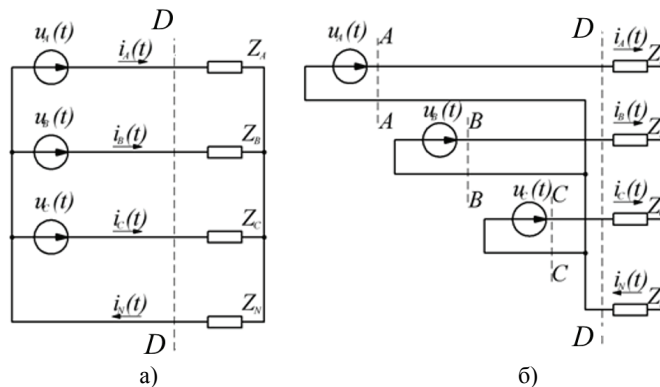 D
u_A(t)
i_A(t)
Z_A
u_B(t)
i_B(t)
Z_B
u_C(t)
i_C(t)
Z_C
i_N(t)
Z_N
D
а)
D
u_A(t)
A
i_A(t)
Z
A
u_B(t)
B
i_B(t)
Z
B
u_C(t)
C
i_C(t)
Z
C
i_N(t)
Z
D
б)